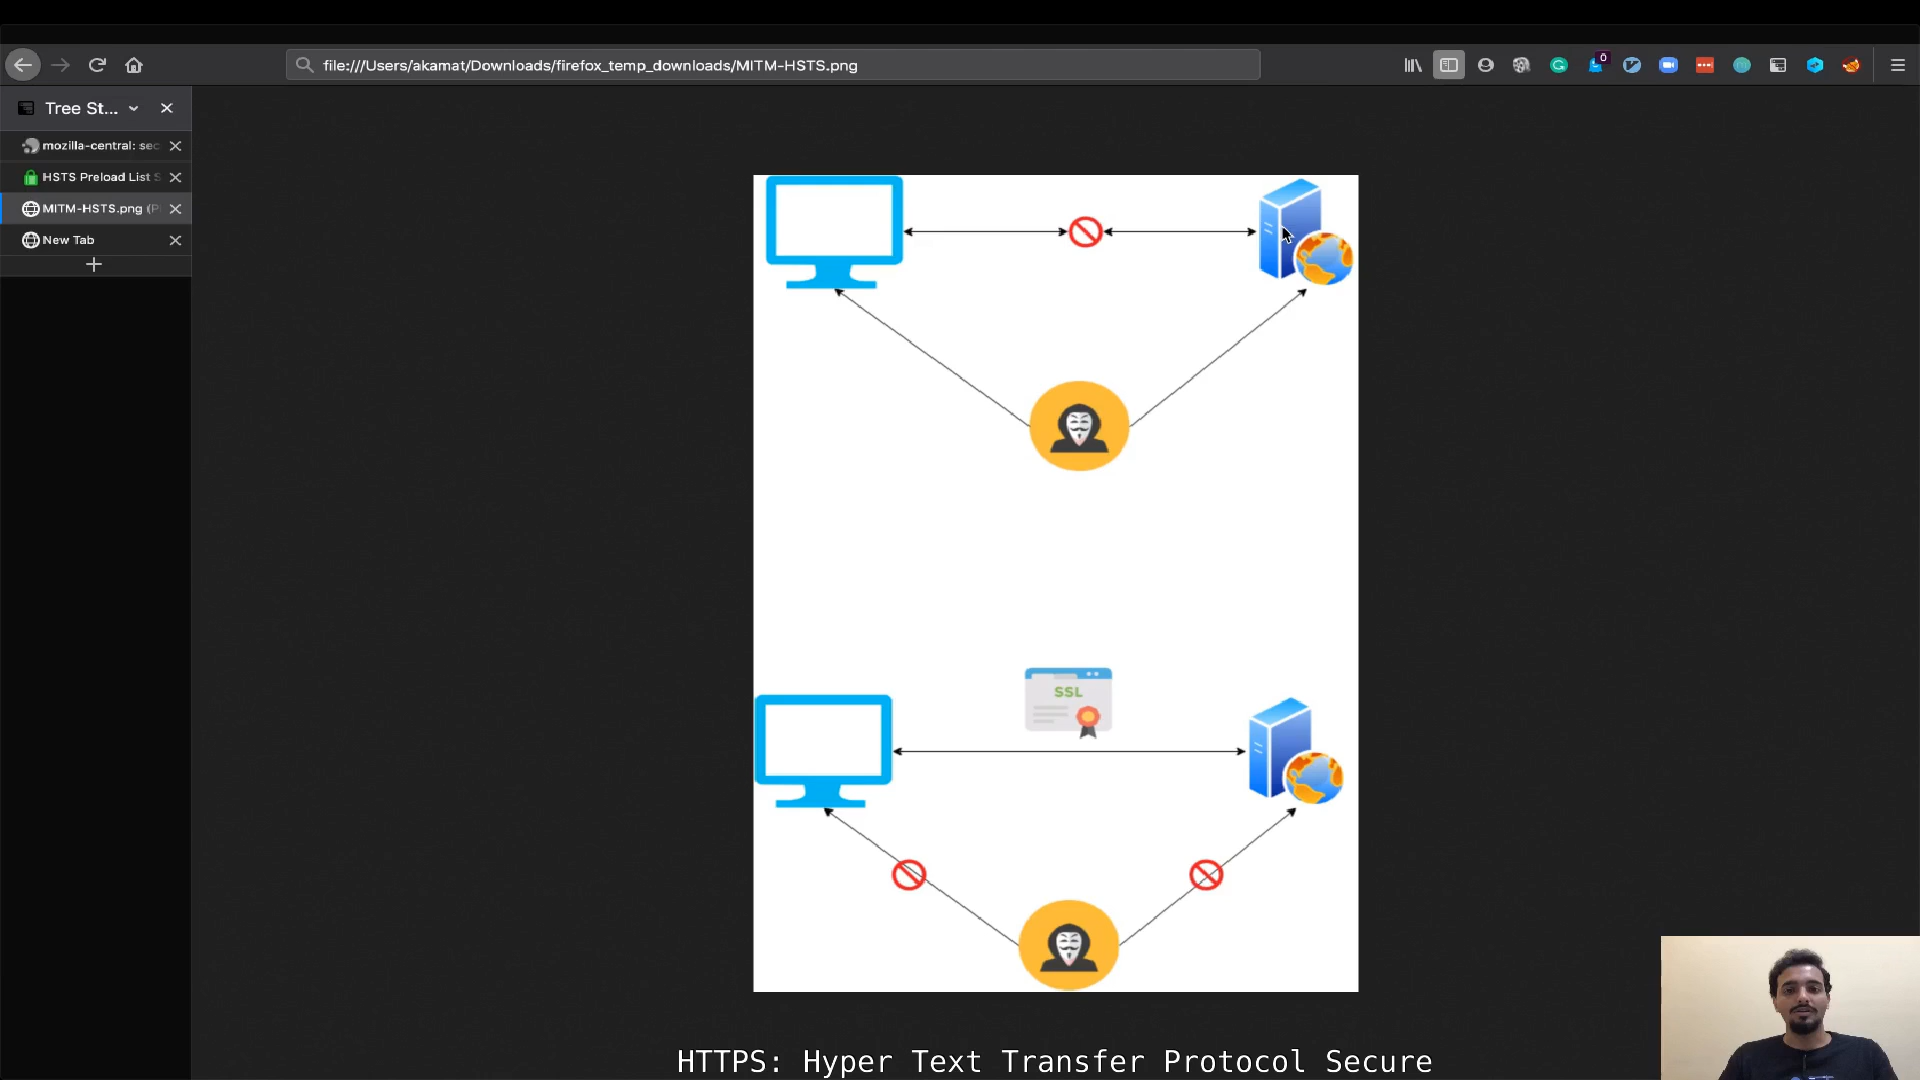 file:///Users/akamat/Downloads/firefox_temp_downloads/MITM-HSTS.png
0
Tree St...
mozilla-central: sec
HSTS Preload List S
MITM-HSTS.png (P
New Tab
SSL
HTTPS: Hyper Text Transfer Protocol Secure